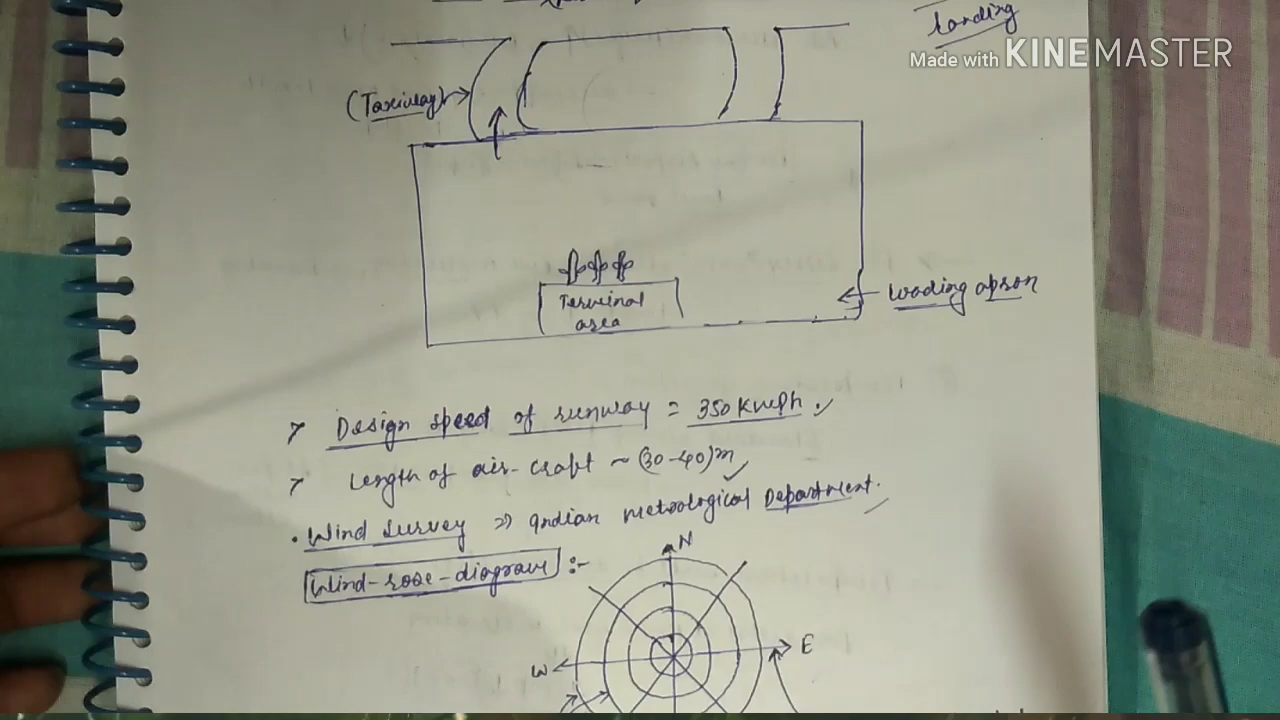 landing
Made with KINEMASTER
(Taxiway)
Terminal
area
Loading apron
Design speed of runway = 350 Kmph.
Length of air-craft ~ (30-40)m
Wind survey => Indian metrological Department.
Wind-rose-diagram :-
N
E
W